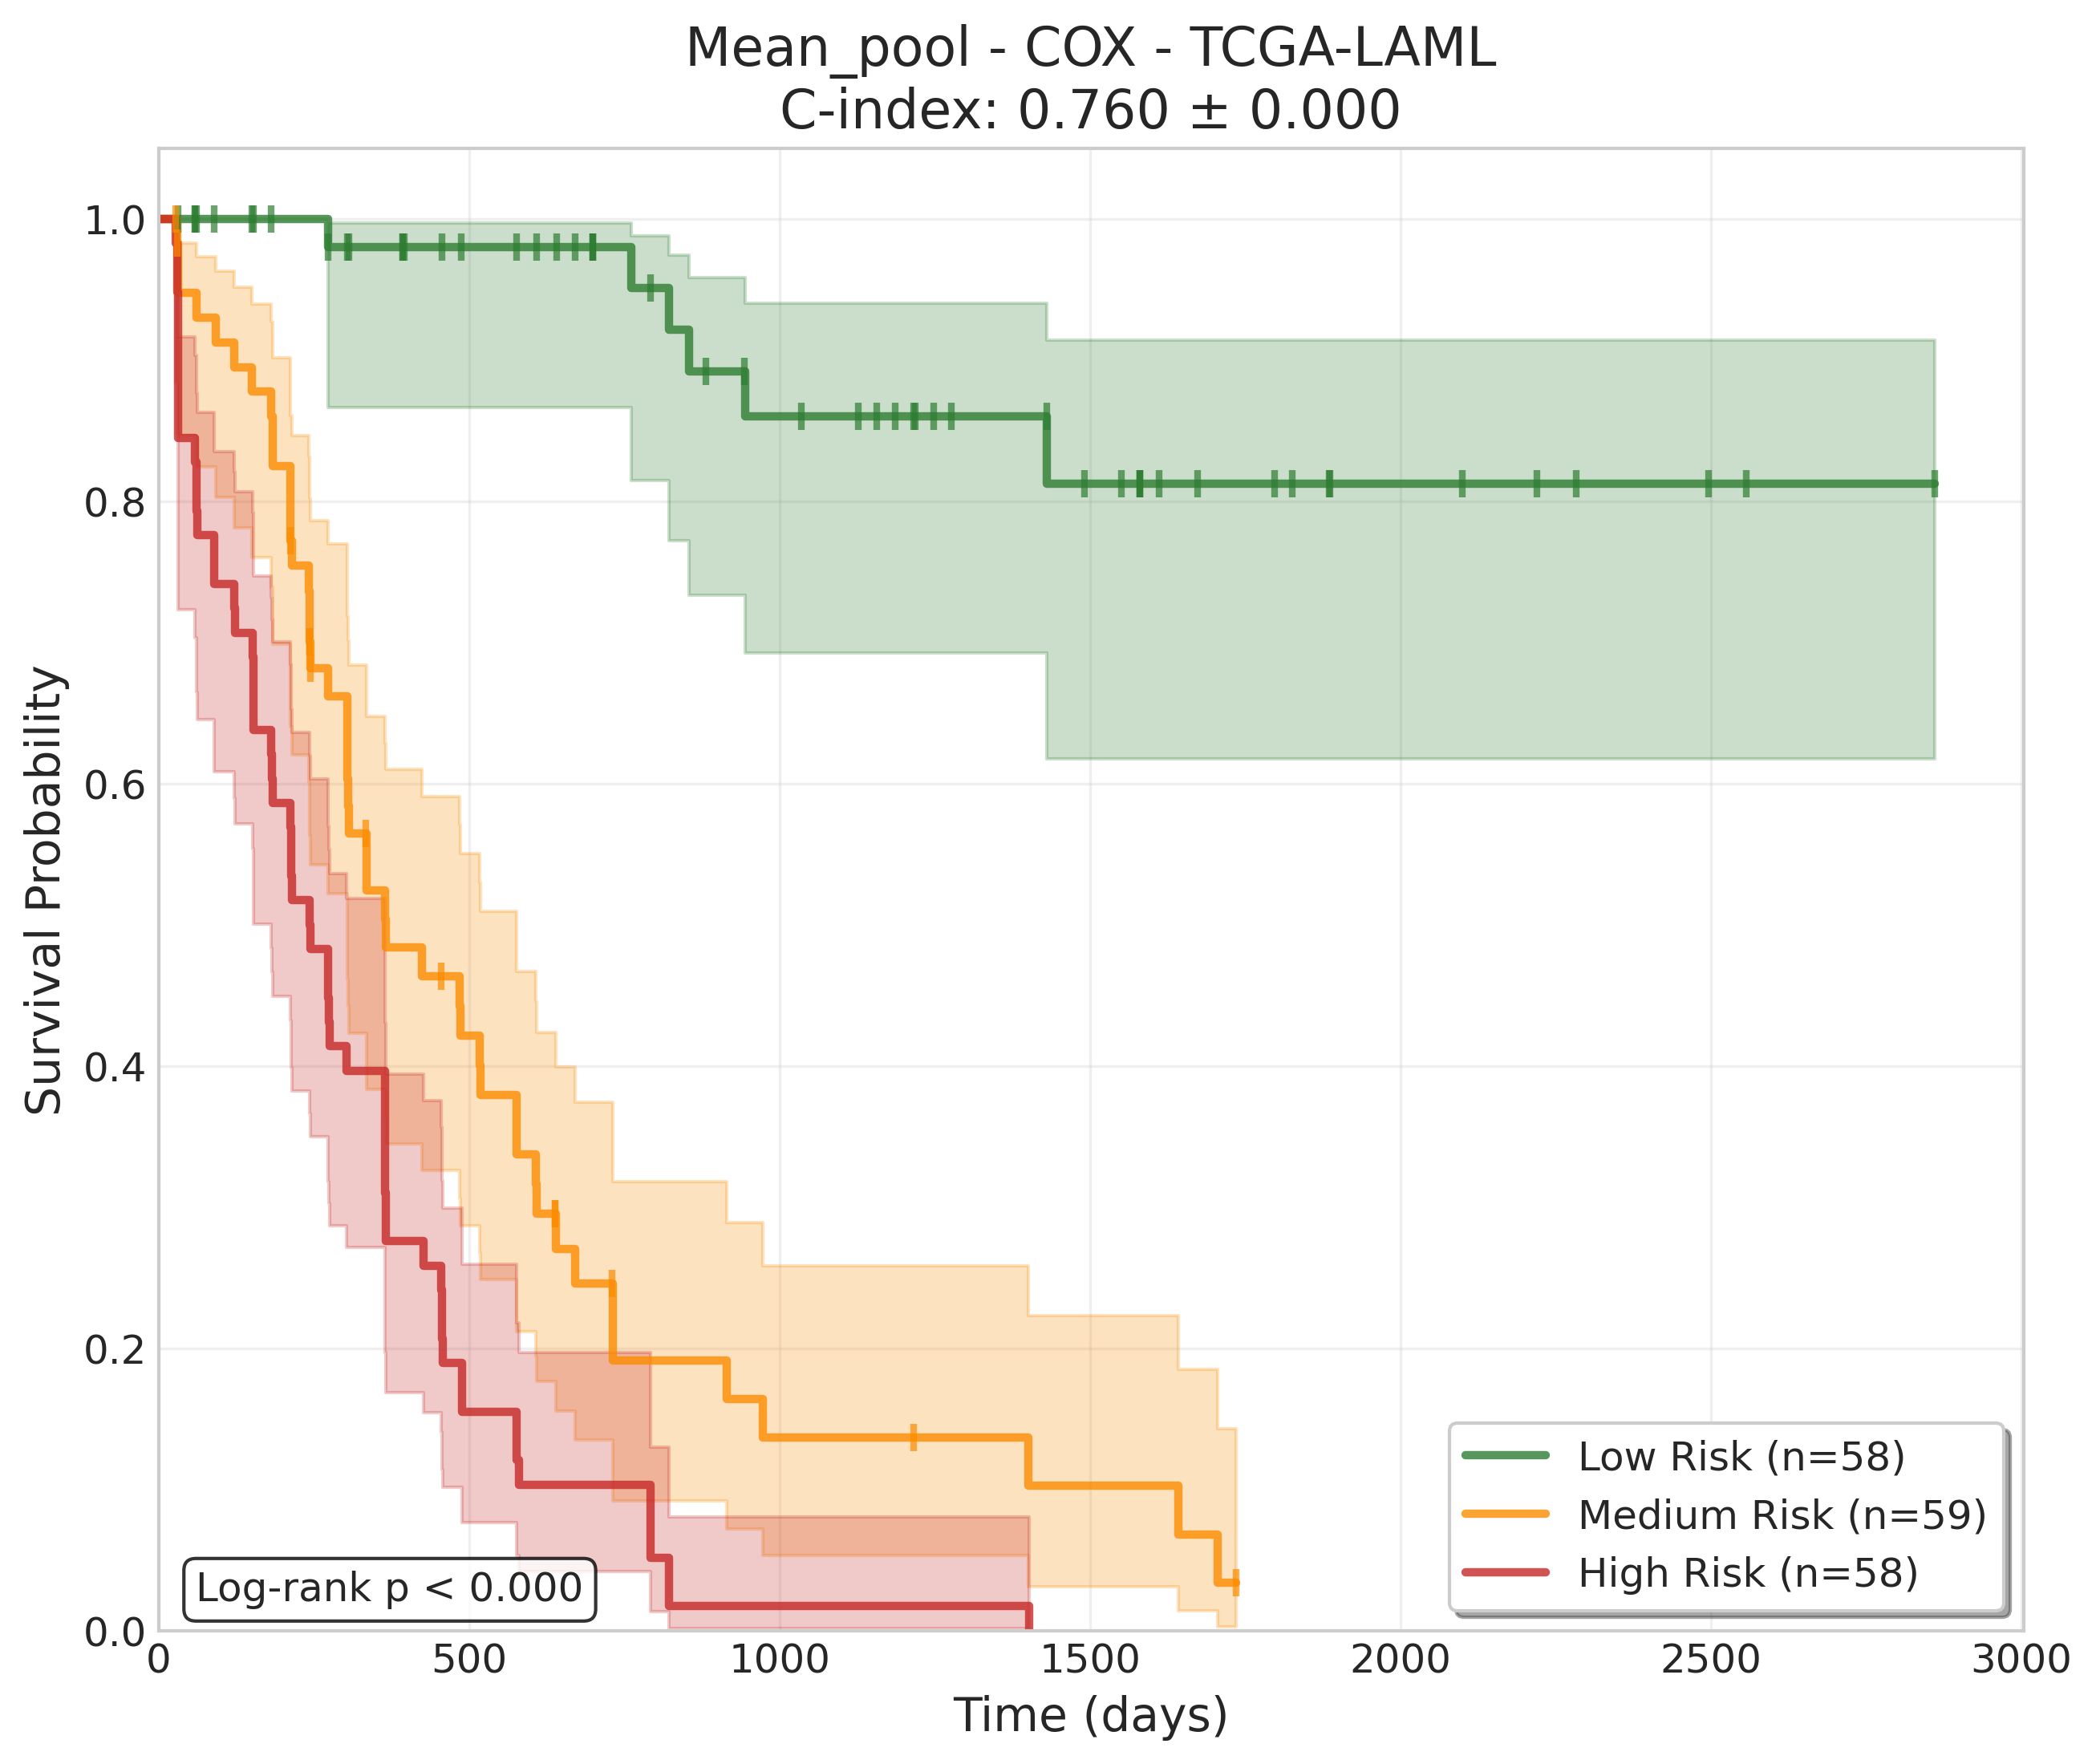 Mean_pool - COX - TCGA-LAML
C-index: 0.760 ± 0.000
Survival Probability
1.0
0.8
0.6
0.4
0.2
0.0
0
500
1000
1500
2000
2500
3000
Time (days)
Log-rank p < 0.000
Low Risk (n=58)
Medium Risk (n=59)
High Risk (n=58)